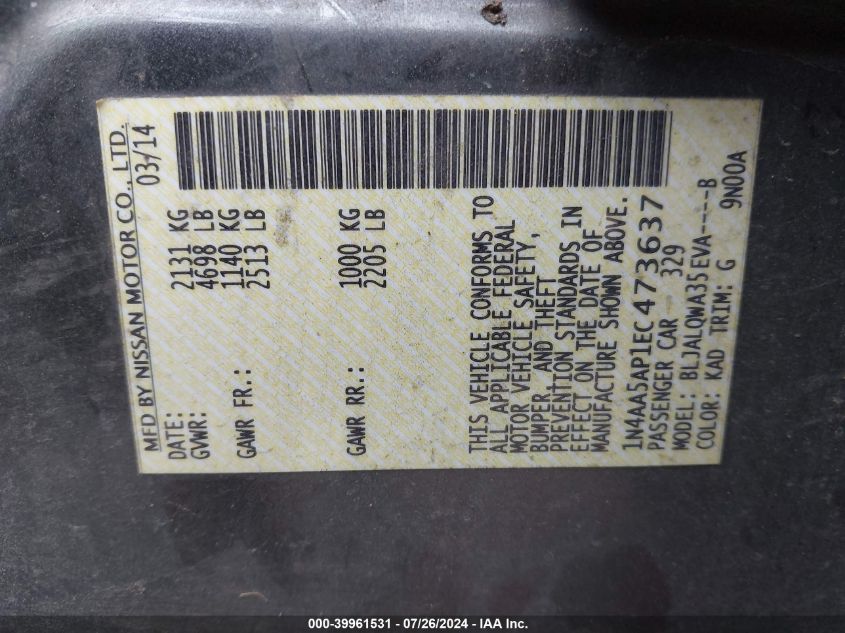 MFD BY NISSAN MOTOR CO., LTD.
DATE: 03/14
GVWR: 2131 KG
4698 LB
GAWR FR.: 1140 KG
2513 LB
GAWR RR.: 1000 KG
2205 LB
THIS VEHICLE CONFORMS TO
ALL APPLICABLE FEDERAL
MOTOR VEHICLE SAFETY,
BUMPER, AND THEFT
PREVENTION STANDARDS IN
EFFECT ON THE DATE OF
MANUFACTURE SHOWN ABOVE.
1N4AA5AP1EC473637
PASSENGER CAR 329
MODEL: BLJALQWA35EVA----B
COLOR: KAD TRIM: G 9N00A
000-39961531 - 07/26/2024 - IAA Inc.